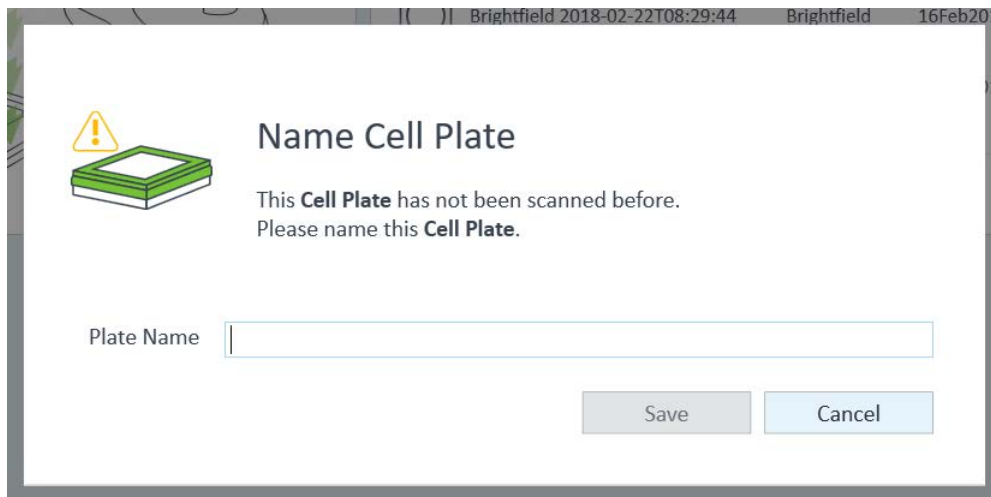 Brightfield 2018-02-22T08:29:44 Brightfield 16Feb20
Name Cell Plate
This Cell Plate has not been scanned before.
Please name this Cell Plate.
Plate Name
Save Cancel